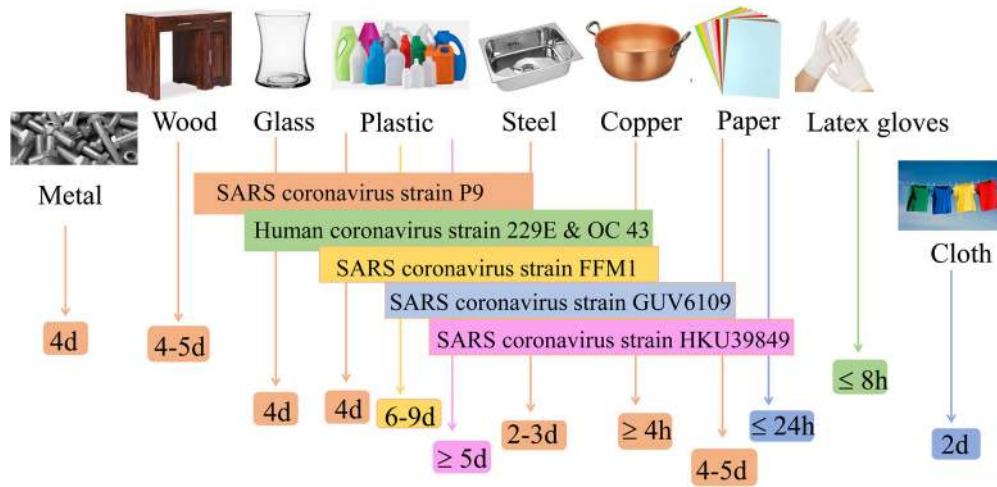 Wood
Glass
Plastic
Steel
Copper
Paper
Latex gloves
Metal
Cloth
SARS coronavirus strain P9
Human coronavirus strain 229E & OC 43
SARS coronavirus strain FFM1
SARS coronavirus strain GUV6109
SARS coronavirus strain HKU39849
4d
4-5d
4d
4d
6-9d
≥ 5d
2-3d
≥ 4h
4-5d
≤ 24h
≤ 8h
2d